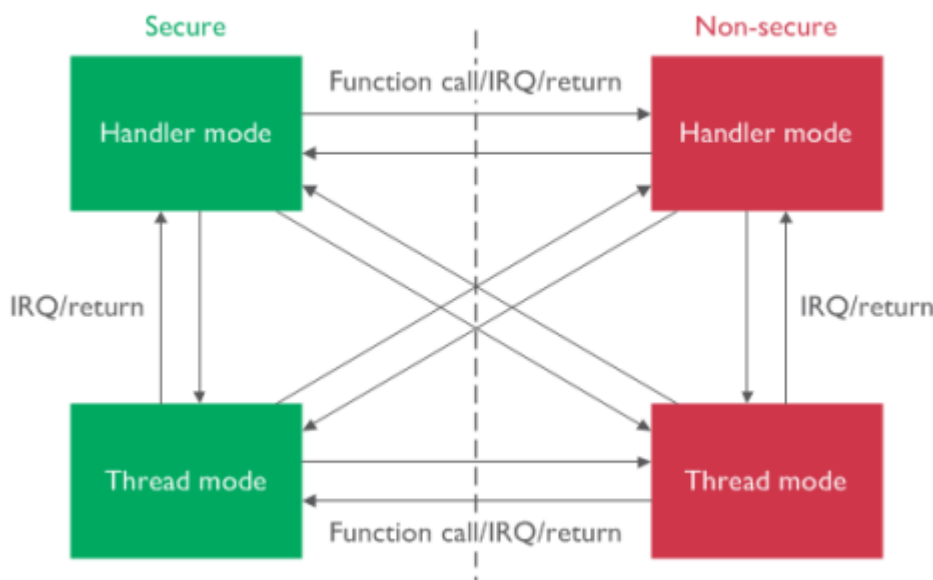 Secure
Non-secure
Function call/IRQ/return
Handler mode
Handler mode
IRQ/return
IRQ/return
Thread mode
Thread mode
Function call/IRQ/return